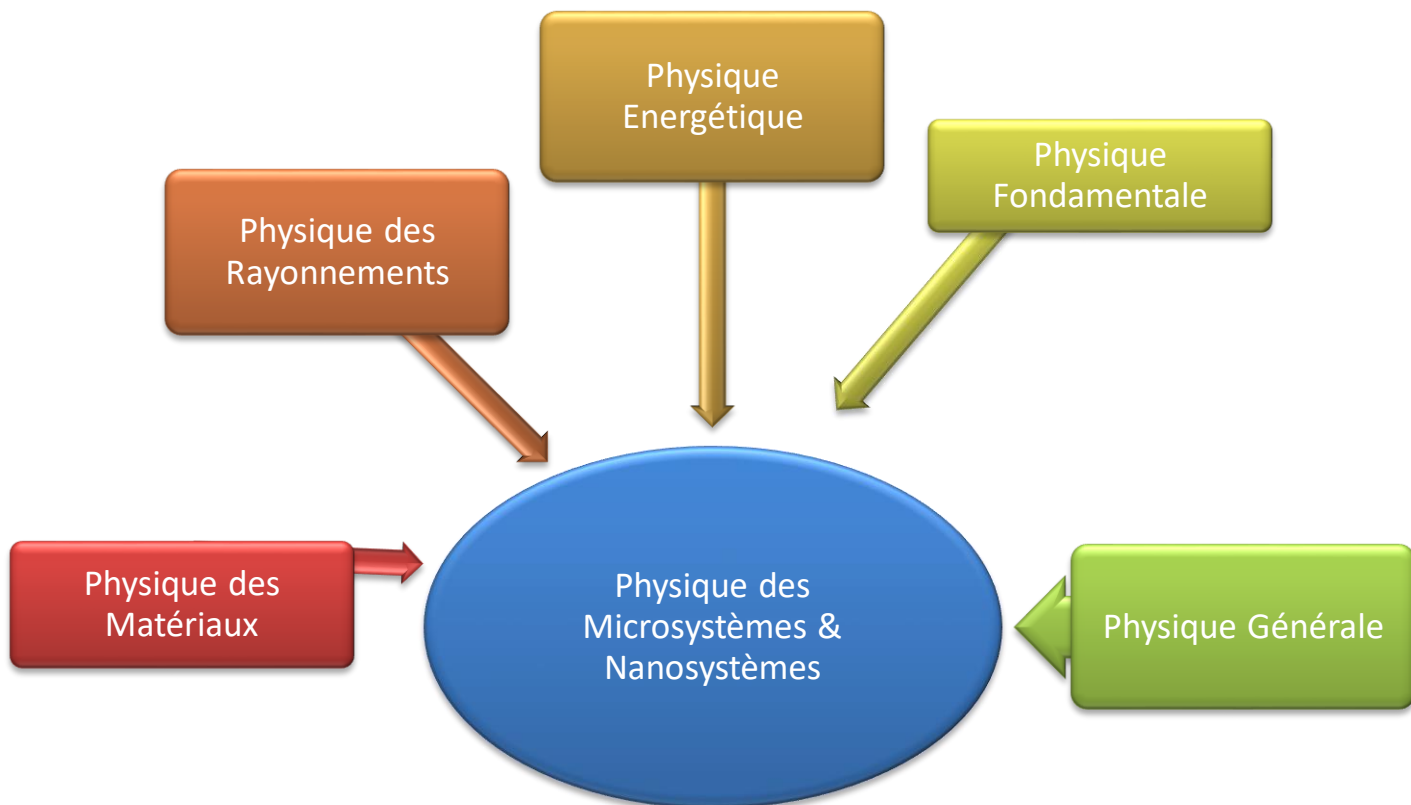 Physique
Energétique
Physique
Fondamentale
Physique des
Rayonnements
Physique des
Matériaux
Physique des
Microsystèmes &
Nanosystèmes
Physique Générale